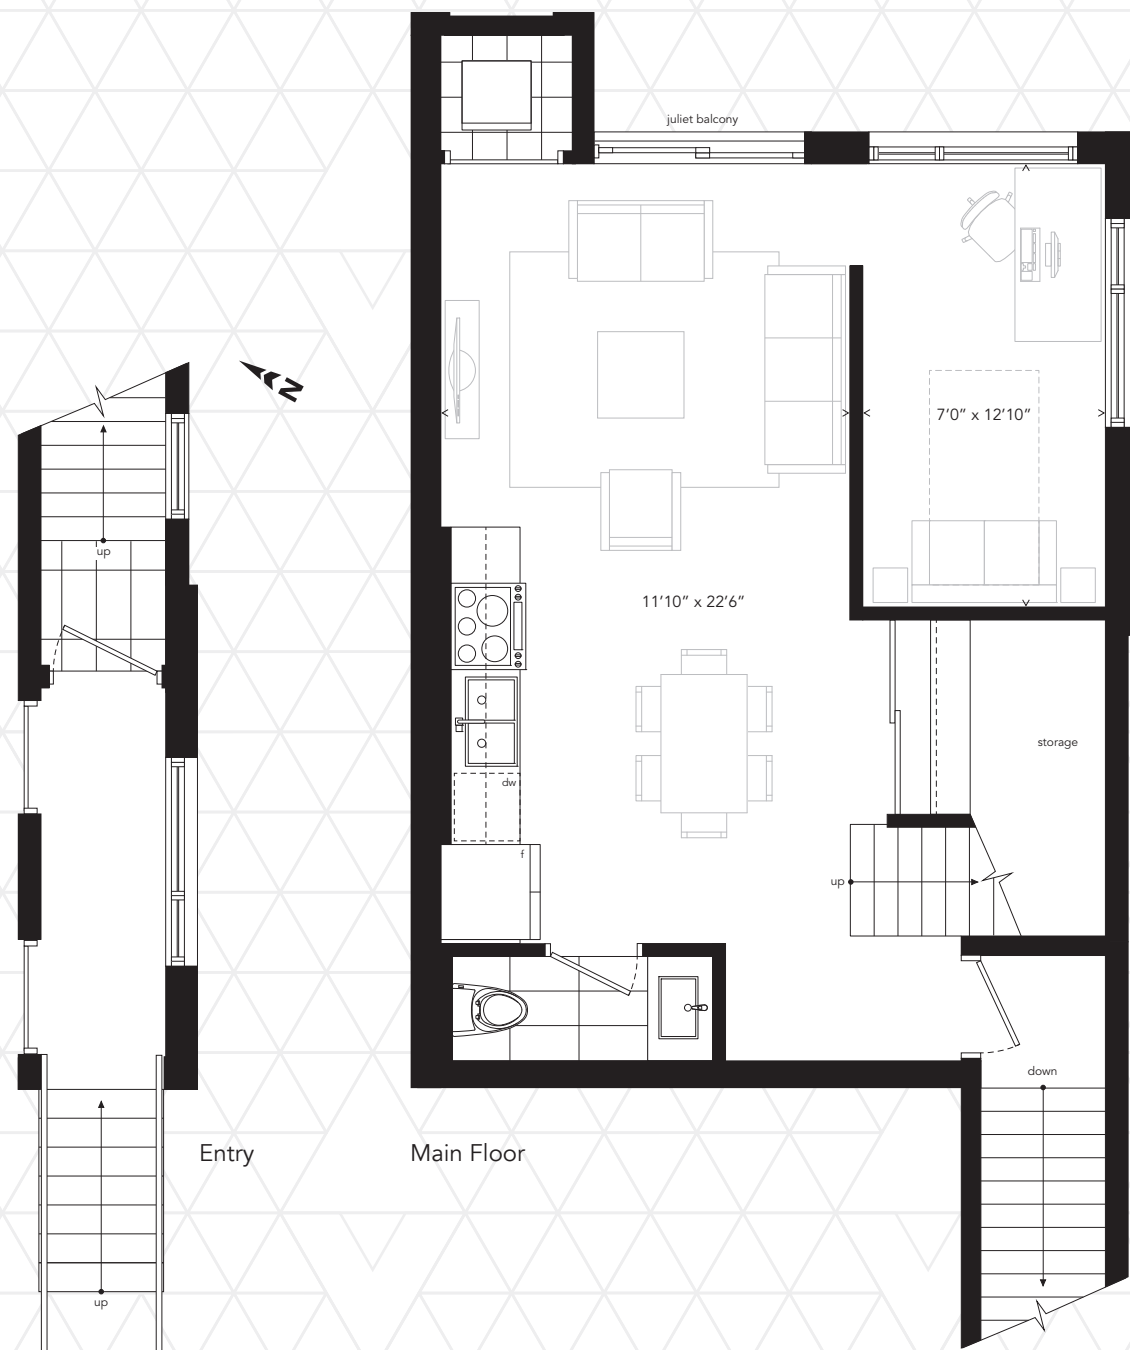 juliet balcony
N
7’0” x 12’10”
up
11’10” x 22’6”
storage
dw
f
up
down
Entry
Main Floor
up